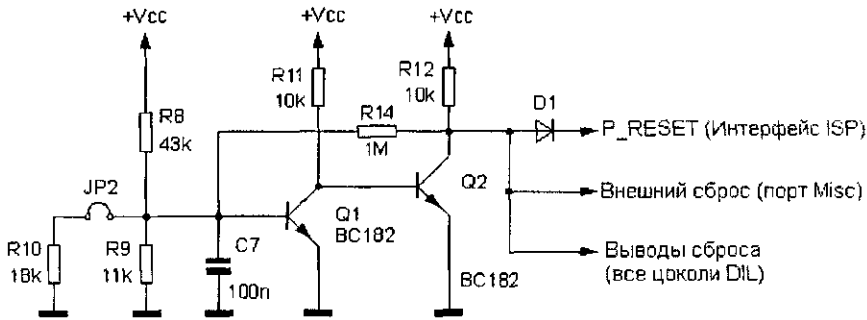 +Vcc
+Vcc
+Vcc
R11
10k
R12
10k
R14
1M
D1
P_RESET (Интерфейс ISP)
R8
43k
JP2
Q2
Внешний сброс (порт Misc)
Q1
BC182
R10
18k
R9
11k
C7
100n
BC182
Выводы сброса
(все цоколи DIL)